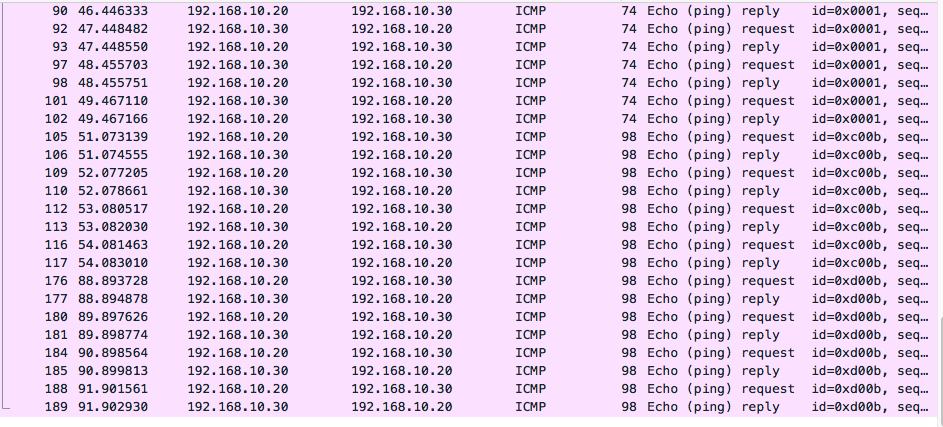 90 46.446333 192.168.10.30 192.168.10.20 ICMP 74 Echo (ping) reply id=0x0001, seq…
92 47.448482 192.168.10.20 192.168.10.30 ICMP 74 Echo (ping) request id=0x0001, seq…
93 47.448550 192.168.10.30 192.168.10.20 ICMP 74 Echo (ping) reply id=0x0001, seq…
97 48.455703 192.168.10.20 192.168.10.30 ICMP 74 Echo (ping) request id=0x0001, seq…
98 48.455751 192.168.10.30 192.168.10.20 ICMP 74 Echo (ping) reply id=0x0001, seq…
101 49.467110 192.168.10.20 192.168.10.30 ICMP 74 Echo (ping) request id=0x0001, seq…
102 49.467166 192.168.10.30 192.168.10.20 ICMP 74 Echo (ping) reply id=0x0001, seq…
105 51.073139 192.168.10.30 192.168.10.20 ICMP 98 Echo (ping) request id=0xc00b, seq…
106 51.074555 192.168.10.20 192.168.10.30 ICMP 98 Echo (ping) reply id=0xc00b, seq…
109 52.077205 192.168.10.30 192.168.10.20 ICMP 98 Echo (ping) request id=0xc00b, seq…
110 52.078661 192.168.10.20 192.168.10.30 ICMP 98 Echo (ping) reply id=0xc00b, seq…
112 53.080517 192.168.10.30 192.168.10.20 ICMP 98 Echo (ping) request id=0xc00b, seq…
113 53.082030 192.168.10.20 192.168.10.30 ICMP 98 Echo (ping) reply id=0xc00b, seq…
116 54.081463 192.168.10.30 192.168.10.20 ICMP 98 Echo (ping) request id=0xc00b, seq…
117 54.083010 192.168.10.20 192.168.10.30 ICMP 98 Echo (ping) reply id=0xc00b, seq…
176 88.893728 192.168.10.20 192.168.10.30 ICMP 98 Echo (ping) request id=0xd00b, seq…
177 88.894878 192.168.10.30 192.168.10.20 ICMP 98 Echo (ping) reply id=0xd00b, seq…
180 89.897626 192.168.10.30 192.168.10.20 ICMP 98 Echo (ping) request id=0xd00b, seq…
181 89.898774 192.168.10.20 192.168.10.30 ICMP 98 Echo (ping) reply id=0xd00b, seq…
184 90.898564 192.168.10.30 192.168.10.20 ICMP 98 Echo (ping) request id=0xd00b, seq…
185 90.899813 192.168.10.20 192.168.10.30 ICMP 98 Echo (ping) reply id=0xd00b, seq…
188 91.901561 192.168.10.30 192.168.10.20 ICMP 98 Echo (ping) request id=0xd00b, seq…
189 91.902930 192.168.10.20 192.168.10.30 ICMP 98 Echo (ping) reply id=0xd00b, seq…